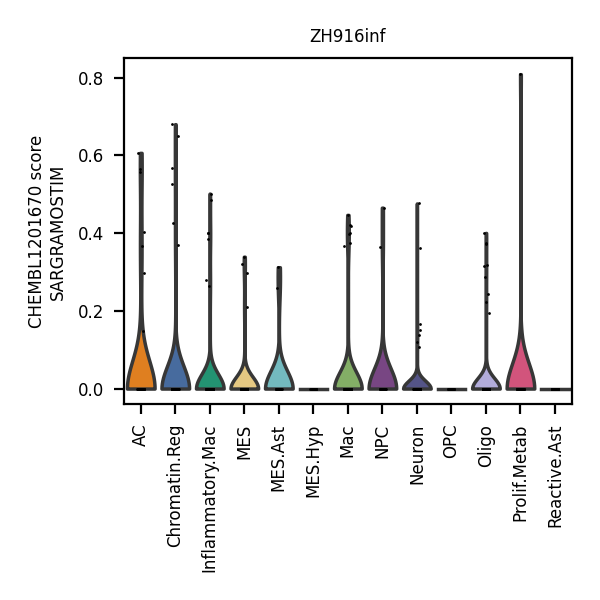 ZH916inf
CHEMBL1201670 score
SARGRAMOSTIM
0.8
0.6
0.4
0.2
0.0
AC
Chromatin.Reg
Inflammatory.Mac
MES
MES.Ast
MES.Hyp
Mac
NPC
Neuron
OPC
Oligo
Prolif.Metab
Reactive.Ast